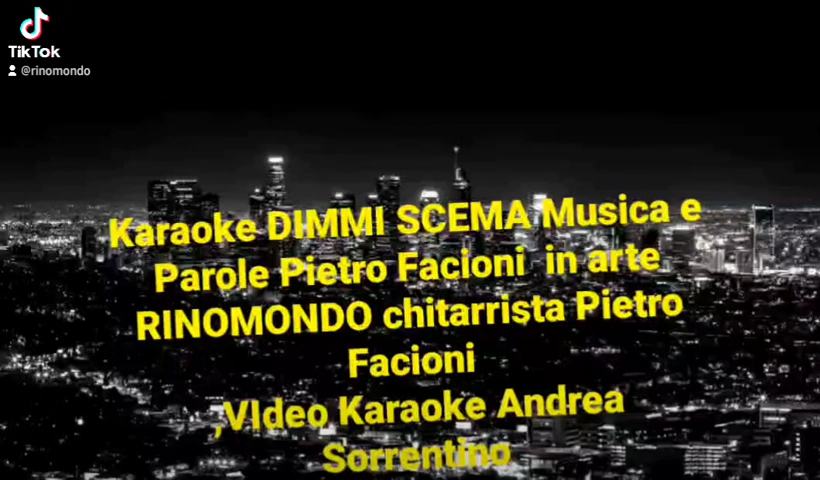 TikTok
@rinomondo
Karaoke DIMMI SCEMA Musica e
Parole Pietro Facioni in arte
RINOMONDO chitarrista Pietro
Facioni
,VIdeo Karaoke Andrea
Sorrentino